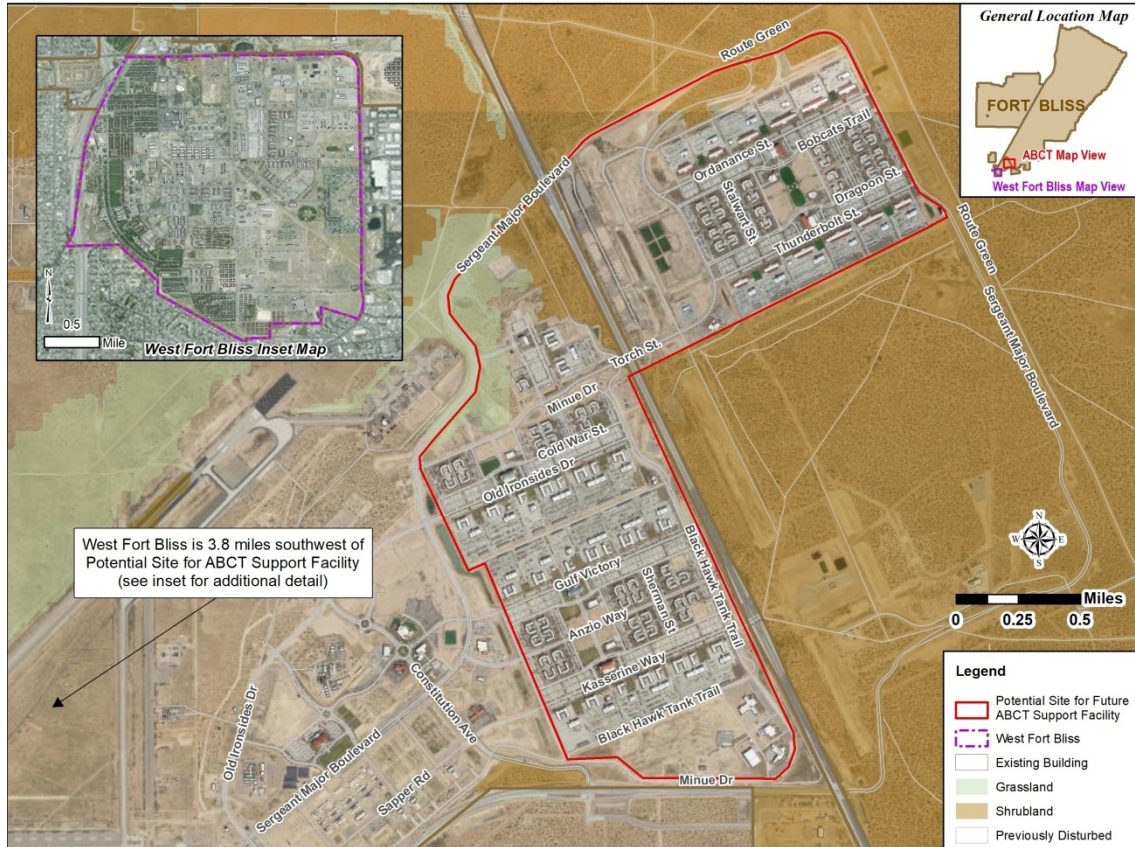 General Location Map
FORT BLISS
ABCT Map View
West Fort Bliss Map View
N
0.5
Mile
West Fort Bliss Inset Map
Route Green
Sergeant Major Boulevard
Ordanance St.
Bobcats Trail
Stalwart St.
Dragoon St.
Thunderbolt St.
Route Green
Sergeant Major Boulevard
Torch St.
Minue Dr
Cold War St.
Old Ironsides Dr
Gulf Victory
Anzio Way
Sherman St
Black Hawk Tank Trail
Kasserine Way
Black Hawk Tank Trail
Minue Dr
Constitution Ave
Old Ironsides Dr
Sergeant Major Boulevard
Sapper Rd
West Fort Bliss is 3.8 miles southwest of
Potential Site for ABCT Support Facility
(see inset for additional detail)
N
W E
S
Miles
0 0.25 0.5
Legend
Potential Site for Future
ABCT Support Facility
West Fort Bliss
Existing Building
Grassland
Shrubland
Previously Disturbed